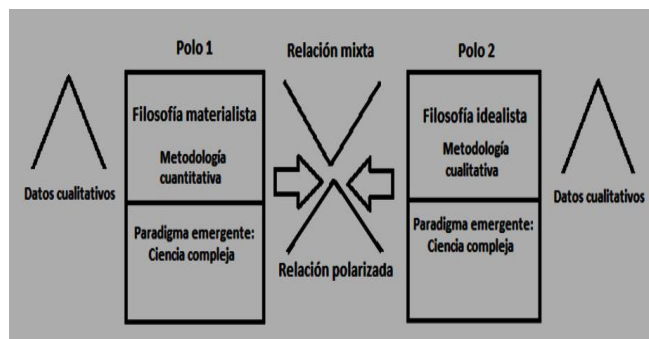 Polo 1
Relación mixta
Polo 2
Filosofía materialista
Metodología
cuantitativa
Filosofía idealista
Metodología
cualitativa
Datos cualitativos
Datos cualitativos
Paradigma emergente:
Ciencia compleja
Relación polarizada
Paradigma emergente:
Ciencia compleja